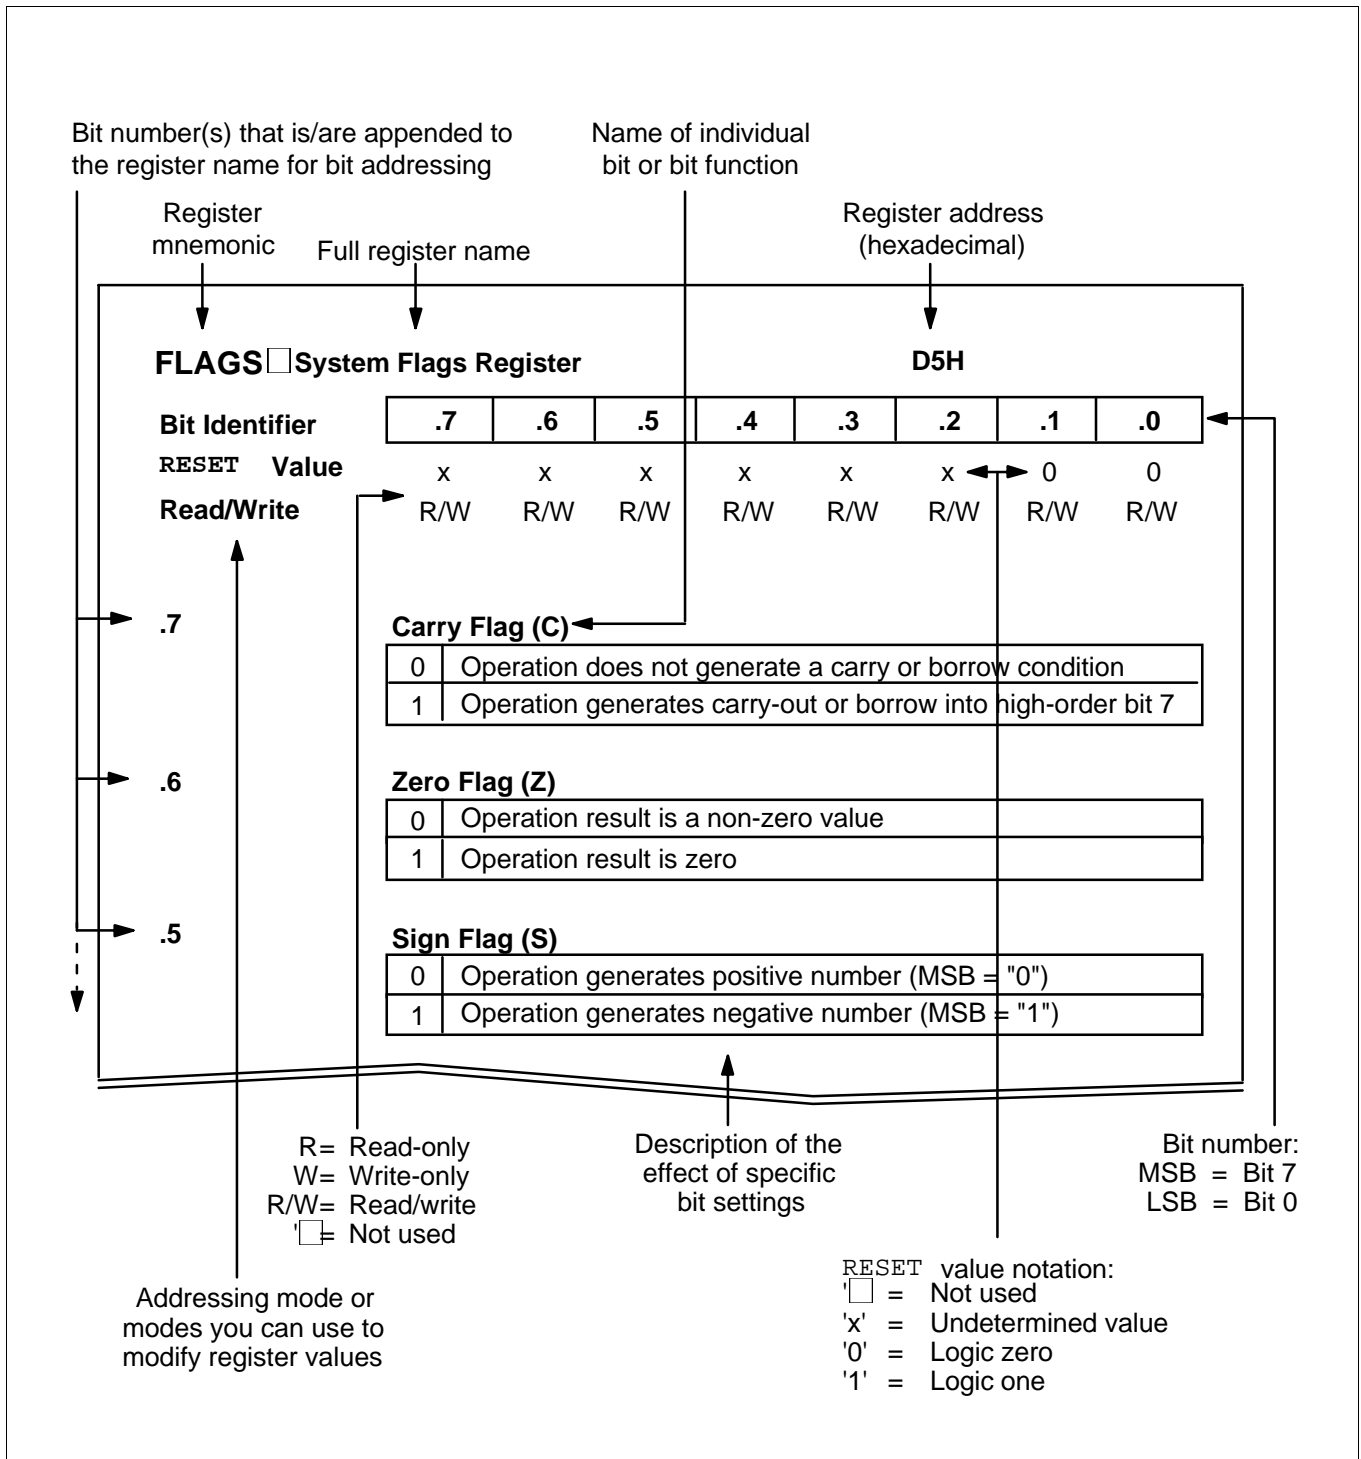 Bit number(s) that is/are appended to
the register name for bit addressing
Name of individual
bit or bit function
Register
mnemonic
Full register name
Register address
(hexadecimal)
FLAGS□System Flags Register D5H
Bit Identifier .7 .6 .5 .4 .3 .2 .1 .0
RESET Value x x x x x x 0 0
Read/Write R/W R/W R/W R/W R/W R/W R/W R/W
.7 Carry Flag (C)
0 Operation does not generate a carry or borrow condition
1 Operation generates carry-out or borrow into high-order bit 7
.6 Zero Flag (Z)
0 Operation result is a non-zero value
1 Operation result is zero
.5 Sign Flag (S)
0 Operation generates positive number (MSB = "0")
1 Operation generates negative number (MSB = "1")
R= Read-only
W= Write-only
R/W= Read/write
'□= Not used
Description of the
effect of specific
bit settings
Bit number:
MSB = Bit 7
LSB = Bit 0
Addressing mode or
modes you can use to
modify register values
RESET value notation:
'□ = Not used
'x' = Undetermined value
'0' = Logic zero
'1' = Logic one